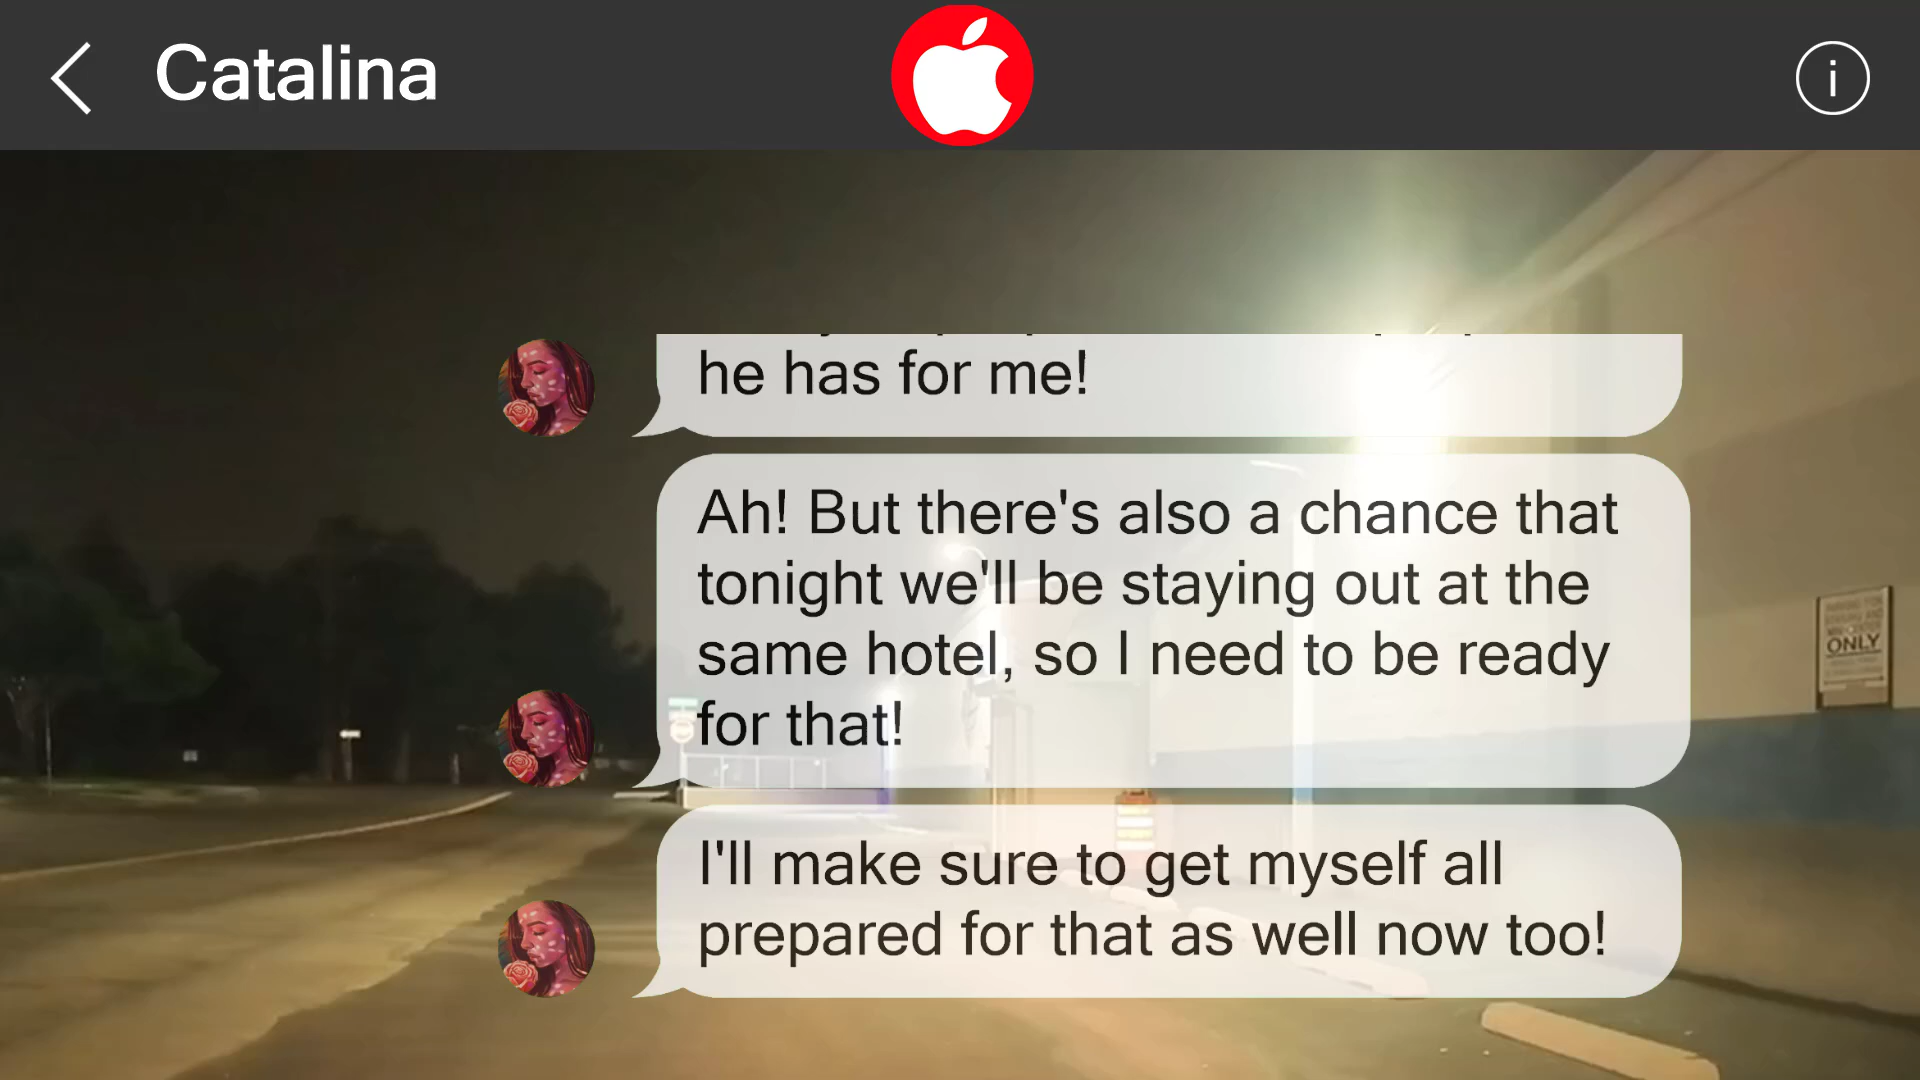 Catalina
i
he has for me!
Ah! But there's also a chance that
tonight we'll be staying out at the
same hotel, so I need to be ready
for that!
I'll make sure to get myself all
prepared for that as well now too!
ONLY